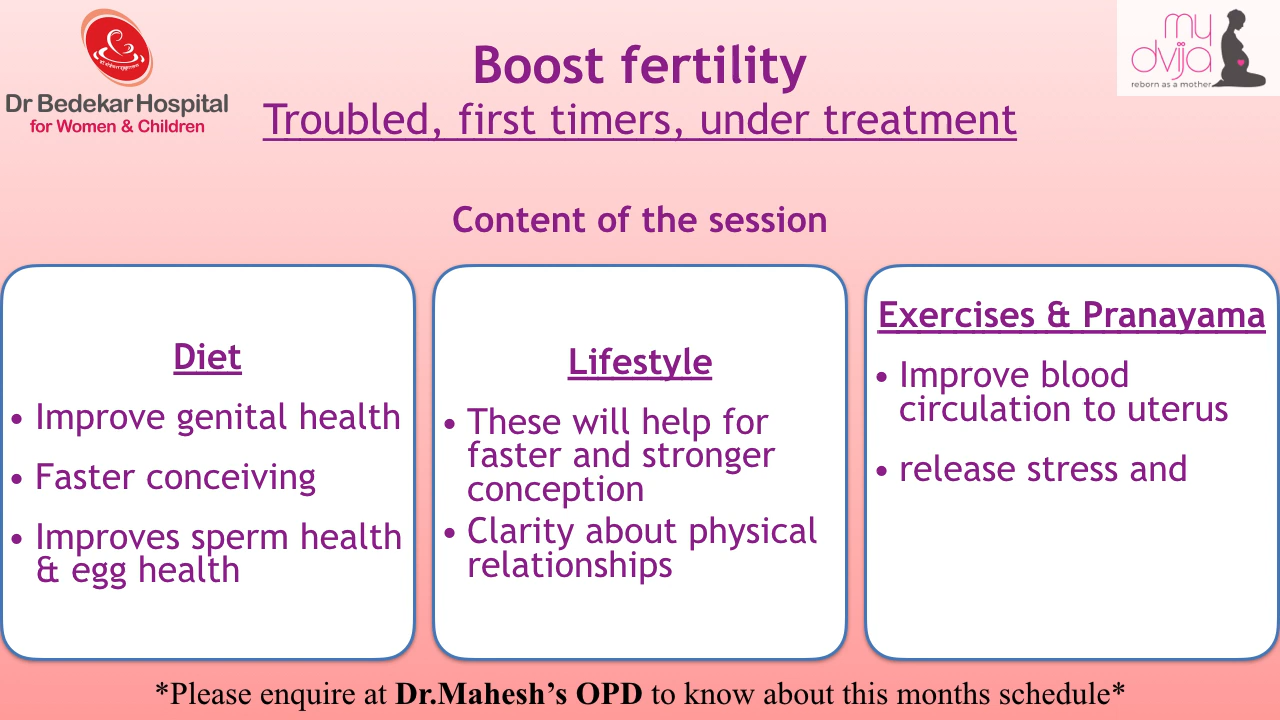 Dr Bedekar Hospital
for Women & Children
my
dvija
reborn as a mother
Boost fertility
Troubled, first timers, under treatment
Content of the session
Diet
• Improve genital health
• Faster conceiving
• Improves sperm health
& egg health
Lifestyle
• These will help for
faster and stronger
conception
• Clarity about physical
relationships
Exercises & Pranayama
• Improve blood
circulation to uterus
• release stress and
*Please enquire at Dr.Mahesh’s OPD to know about this months schedule*